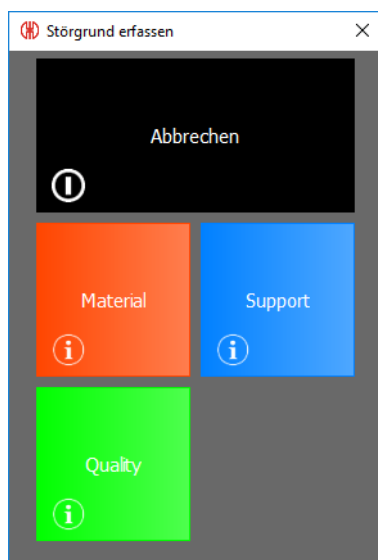 Störgrund erfassen
Abbrechen
Material
Support
Quality